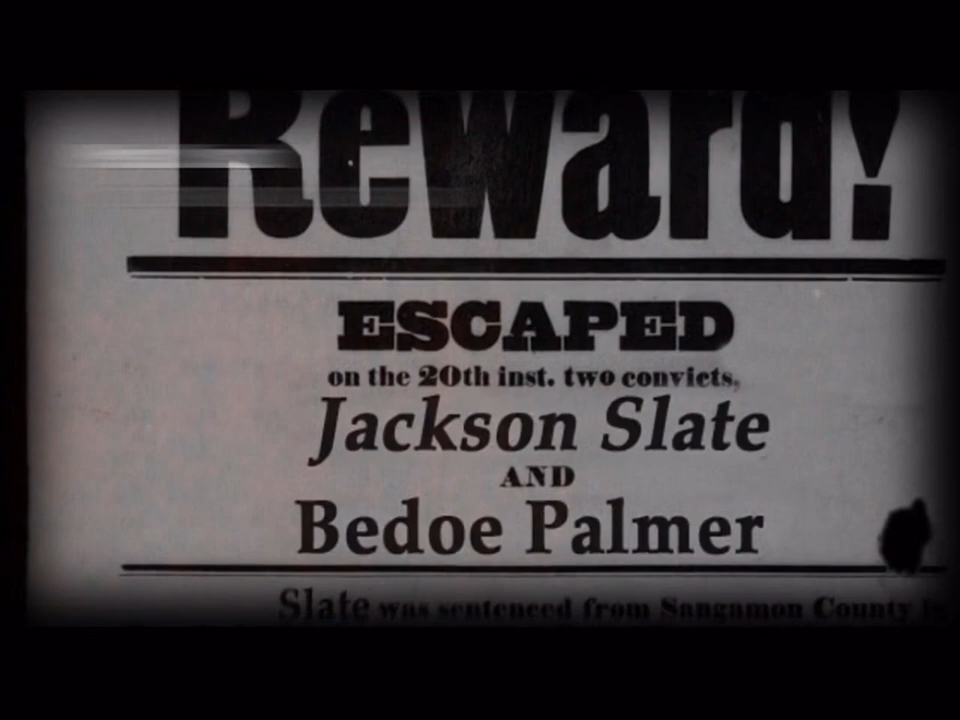 Reward!
ESCAPED
on the 20th inst. two convicts,
Jackson Slate
AND
Bedoe Palmer
Slate was sentenced from Sangamon County